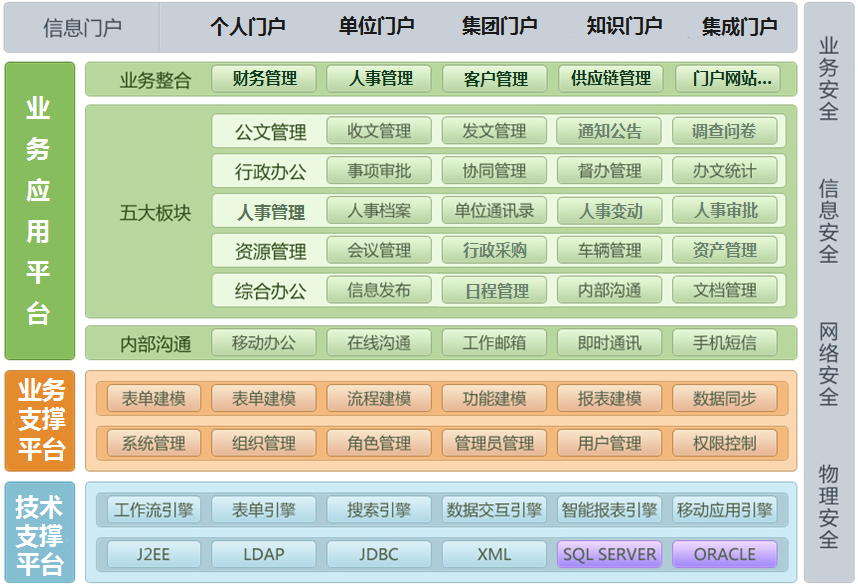 信息门户 个人门户 单位门户 集团门户 知识门户 集成门户
业务应用平台
业务整合 财务管理 人事管理 客户管理 供应链管理 门户网站...
五大板块
公文管理 收文管理 发文管理 通知公告 调查问卷
行政办公 事项审批 协同管理 督办管理 办文统计
人事管理 人事档案 单位通讯录 人事变动 人事审批
资源管理 会议管理 行政采购 车辆管理 资产管理
综合办公 信息发布 日程管理 内部沟通 文档管理
内部沟通 移动办公 在线沟通 工作邮箱 即时通讯 手机短信
业务
支撑
平台
表单建模 表单建模 流程建模 功能建模 报表建模 数据同步
系统管理 组织管理 角色管理 管理员管理 用户管理 权限控制
技术
支撑
平台
工作流引擎 表单引擎 搜索引擎 数据交互引擎 智能报表引擎 移动应用引擎
J2EE LDAP JDBC XML SQL SERVER ORACLE
业务安全
信息安全
网络安全
物理安全